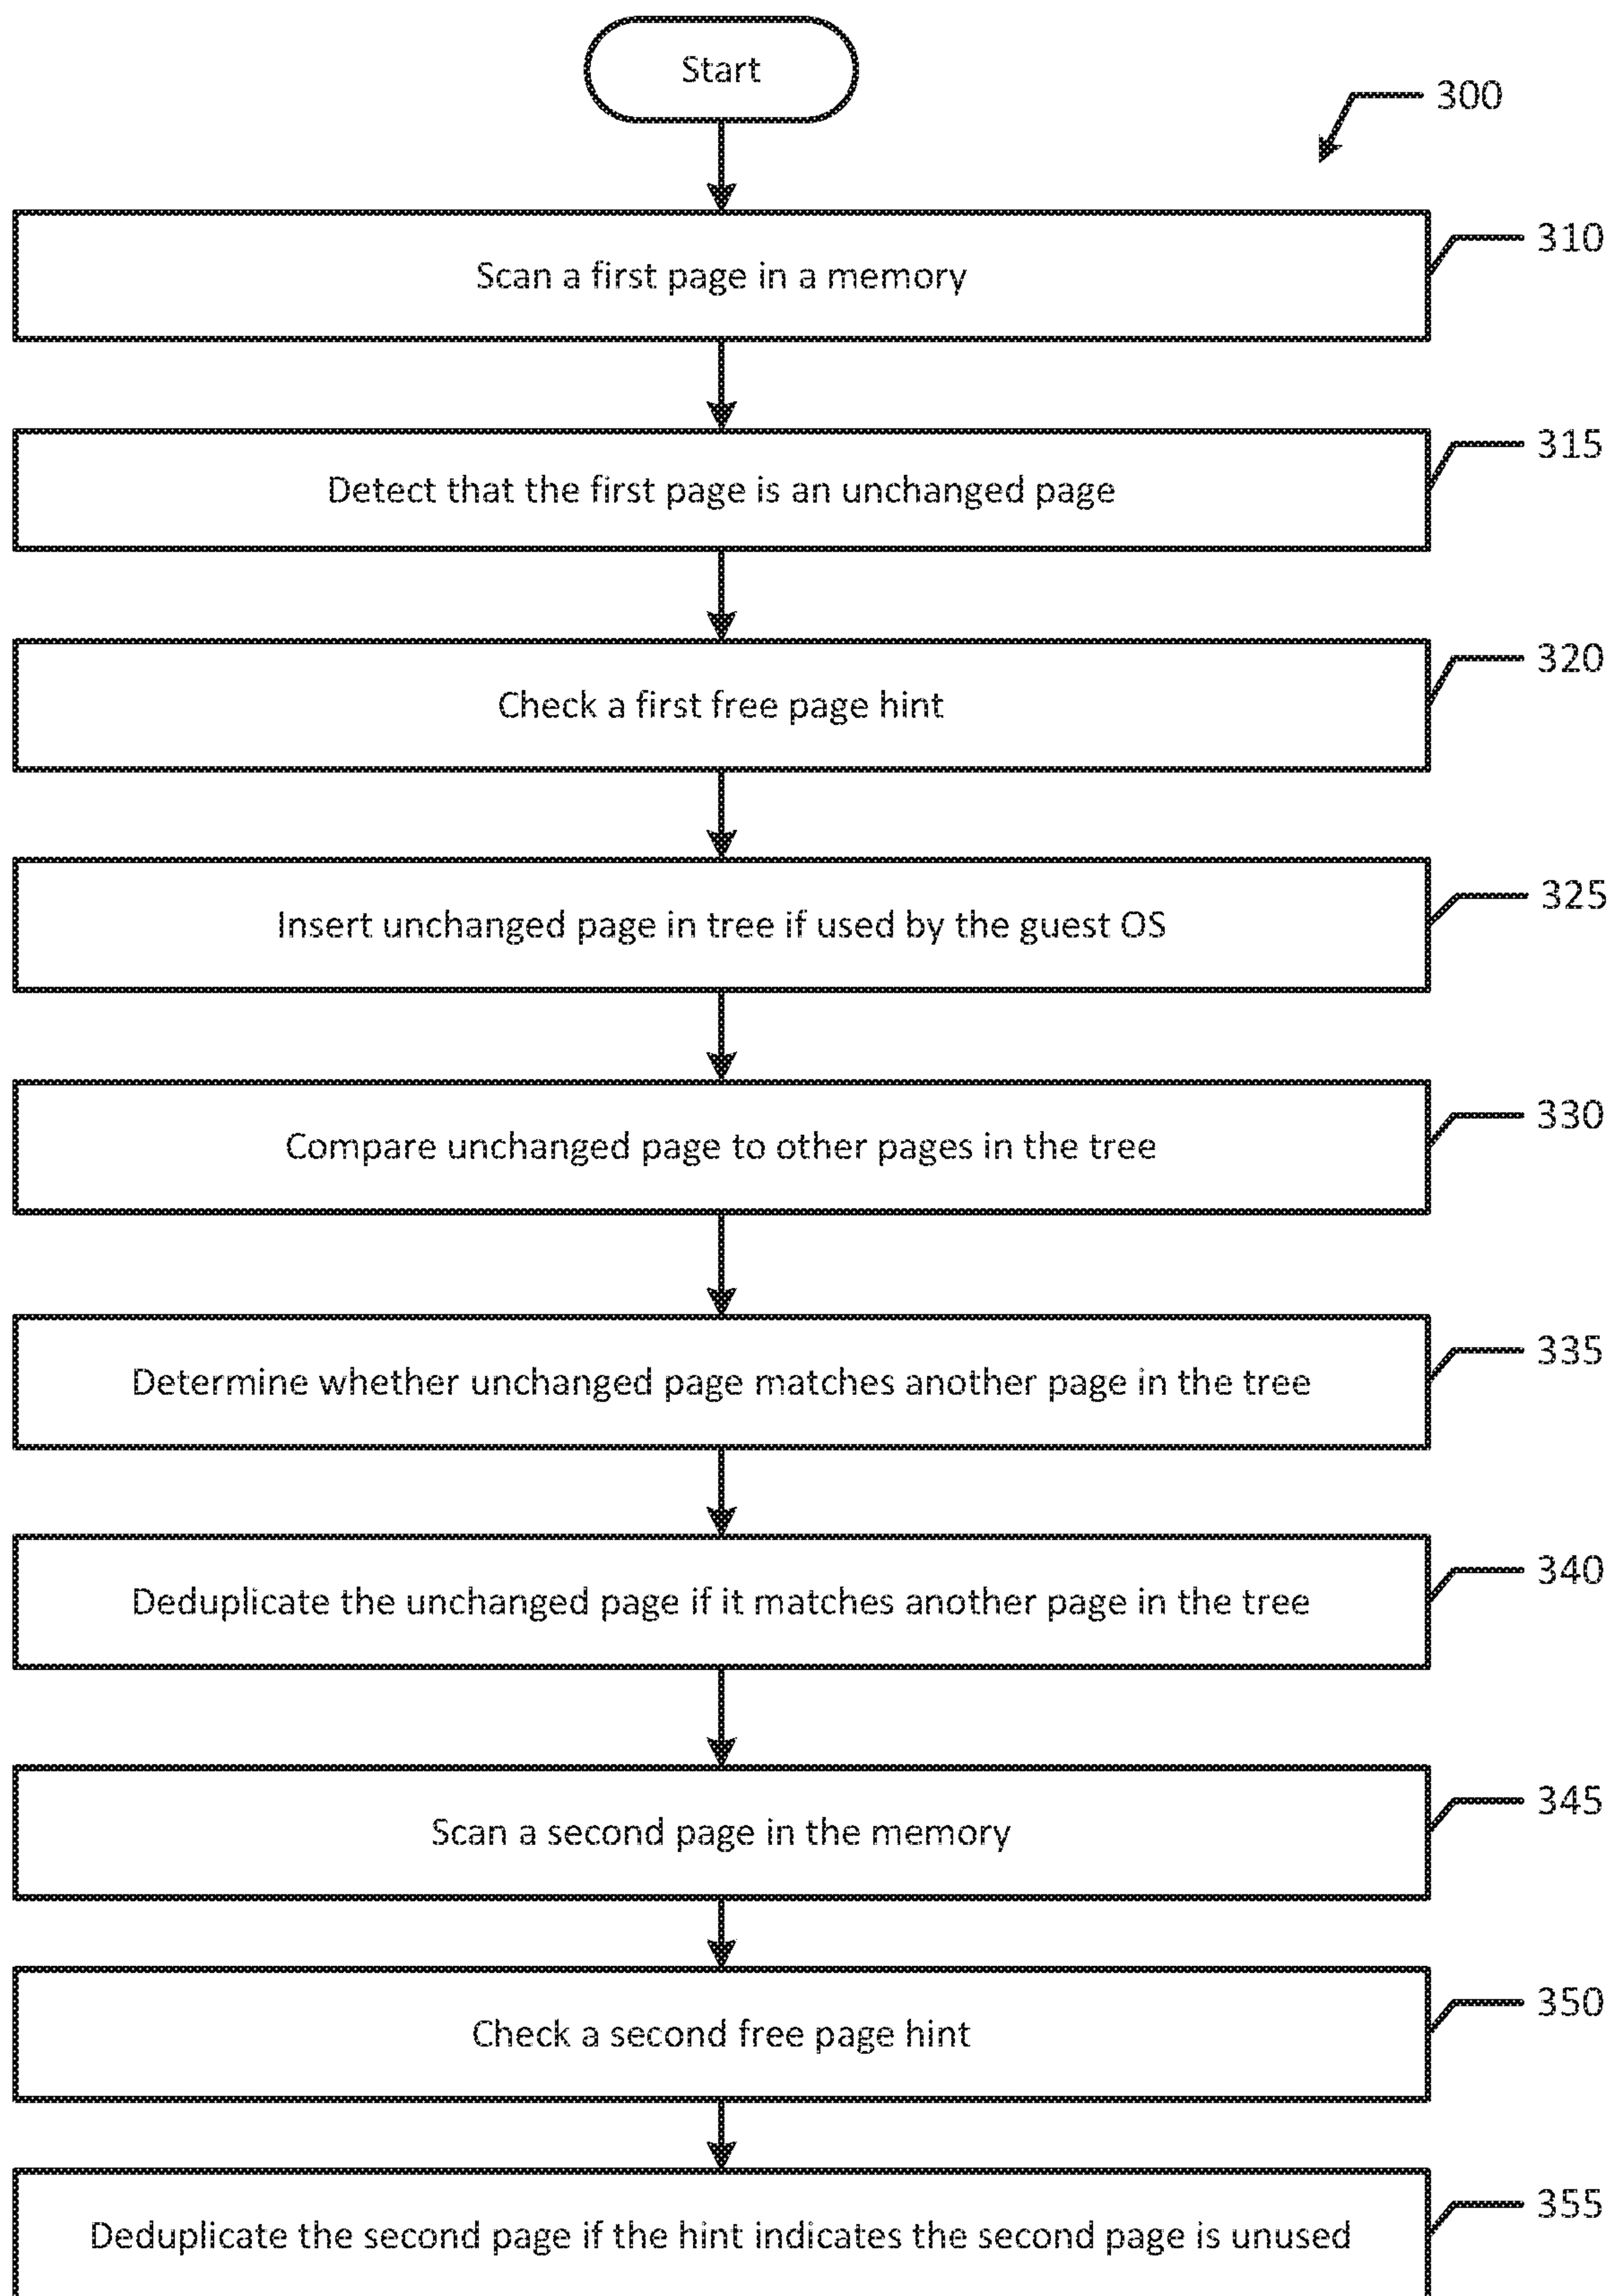 Start
300
Scan a first page in a memory
310
Detect that the first page is an unchanged page
315
Check a first free page hint
320
Insert unchanged page in tree if used by the guest OS
325
Compare unchanged page to other pages in the tree
330
Determine whether unchanged page matches another page in the tree
335
Deduplicate the unchanged page if it matches another page in the tree
340
Scan a second page in the memory
345
Check a second free page hint
350
Deduplicate the second page if the hint indicates the second page is unused
355